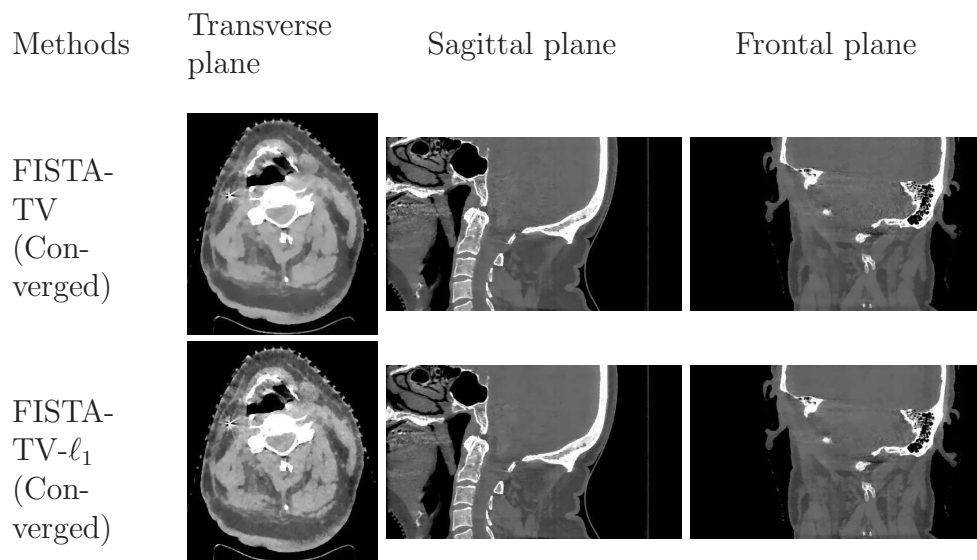 Methods
Transverse
plane
Sagittal plane
Frontal plane
FISTA-
TV
(Con-
verged)
FISTA-
TV-ℓ₁
(Con-
verged)